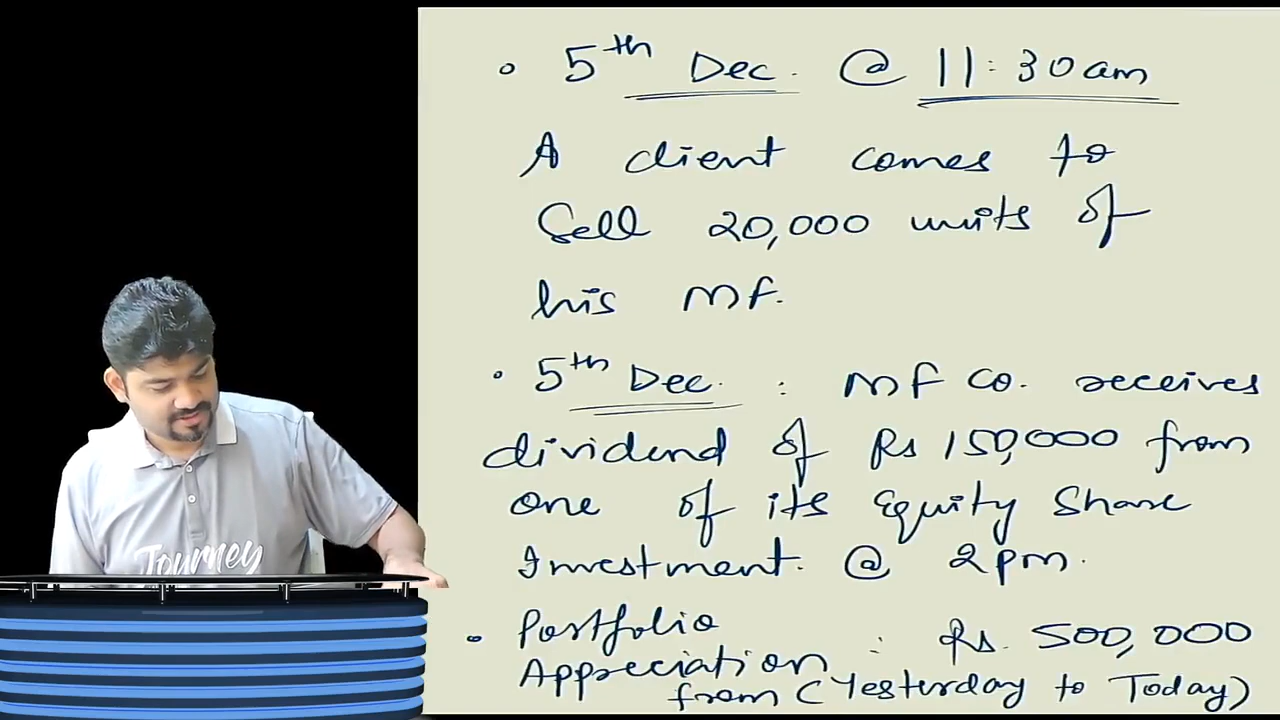 5th Dec. @ 11:30am
A client comes to
Sell 20,000 units of
his MF.
5th Dec. : MF Co. receives
dividend of Rs 150,000 from
one of its Equity Share
Investment. @ 2pm.
Portfolio : Rs. 500,000
Appreciation
from (Yesterday to Today)
Journey